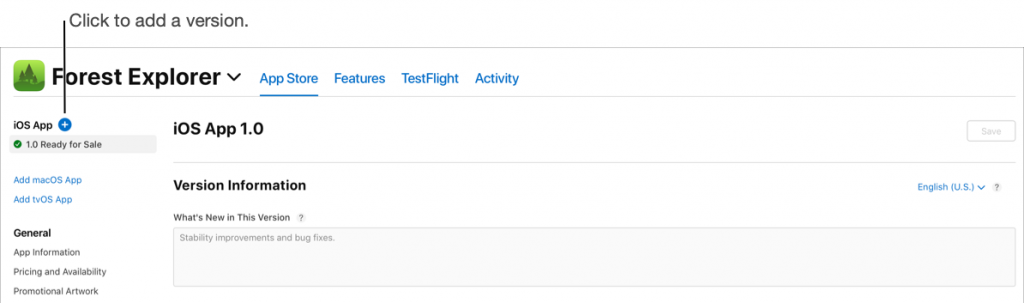 Click to add a version.
Forest Explorer
App Store Features TestFlight Activity
iOS App
1.0 Ready for Sale
Add macOS App
Add tvOS App
General
App Information
Pricing and Availability
Promotional Artwork
iOS App 1.0
Save
Version Information
English (U.S.) ?
What's New in This Version ?
Stability improvements and bug fixes.